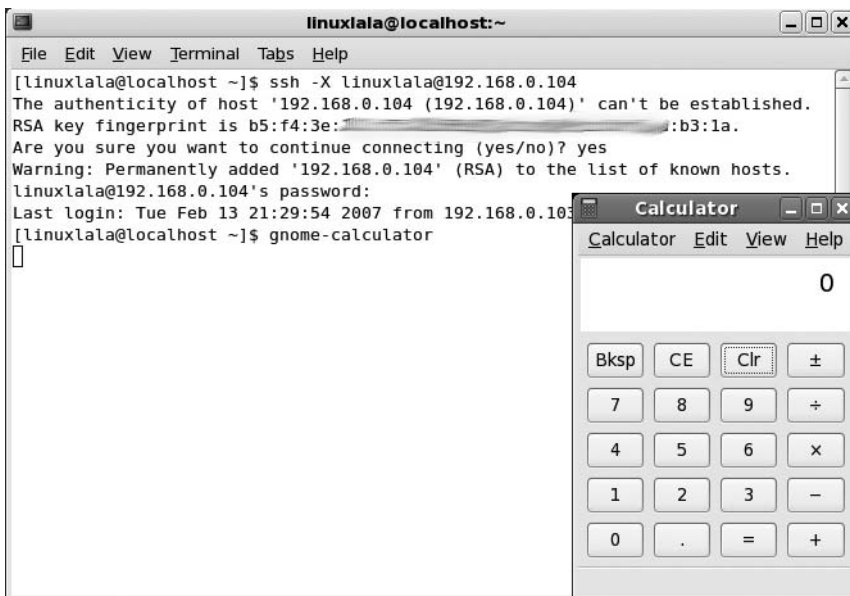 linuxlala@localhost:~
File Edit View Terminal Tabs Help
[linuxlala@localhost ~]$ ssh -X linuxlala@192.168.0.104
The authenticity of host '192.168.0.104 (192.168.0.104)' can't be established.
RSA key fingerprint is b5:f4:3e: :b3:1a.
Are you sure you want to continue connecting (yes/no)? yes
Warning: Permanently added '192.168.0.104' (RSA) to the list of known hosts.
linuxlala@192.168.0.104's password:
Last login: Tue Feb 13 21:29:54 2007 from 192.168.0.103
[linuxlala@localhost ~]$ gnome-calculator
Calculator
Calculator Edit View Help
0
Bksp CE Clr ±
7 8 9 ÷
4 5 6 ×
1 2 3 −
0 . = +